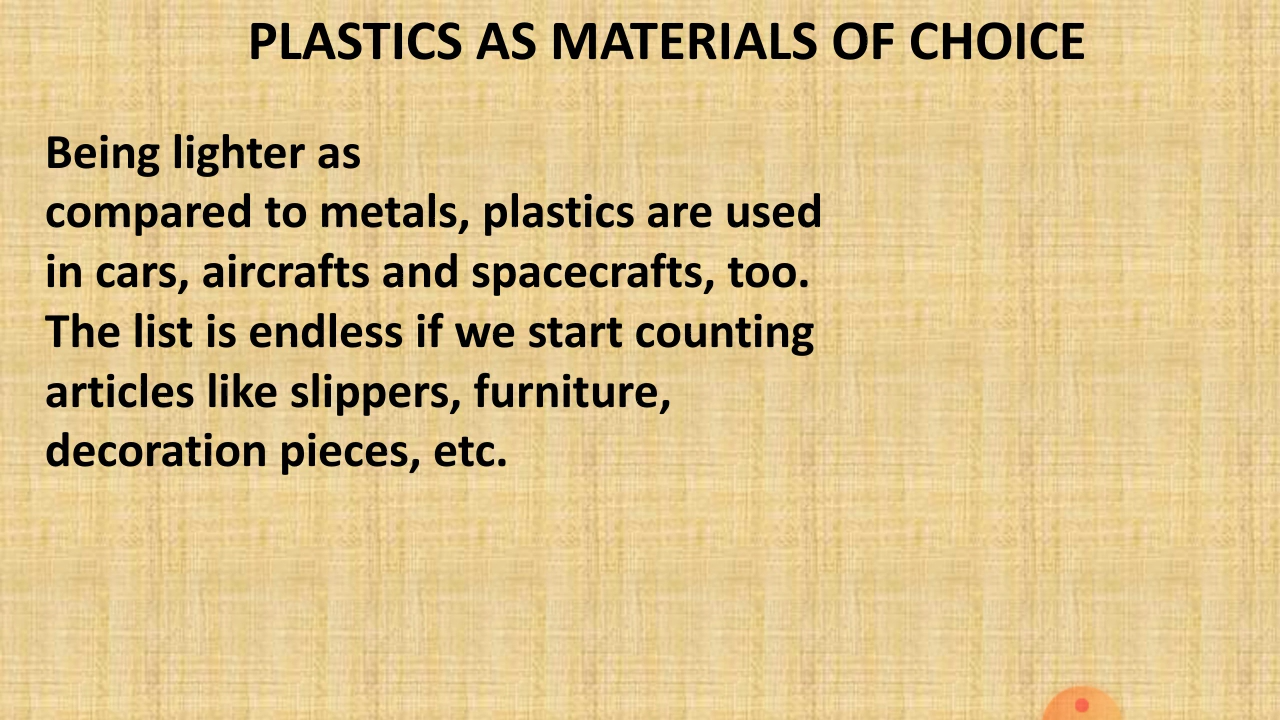 PLASTICS AS MATERIALS OF CHOICE
Being lighter as
compared to metals, plastics are used
in cars, aircrafts and spacecrafts, too.
The list is endless if we start counting
articles like slippers, furniture,
decoration pieces, etc.